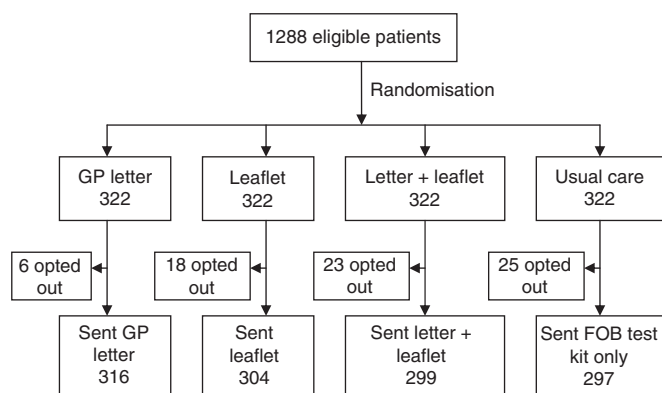 1288 eligible patients
Randomisation
GP letter
322
Leaflet
322
Letter + leaflet
322
Usual care
322
6 opted
out
18 opted
out
23 opted
out
25 opted
out
Sent GP
letter
316
Sent
leaflet
304
Sent letter +
leaflet
299
Sent FOB test
kit only
297